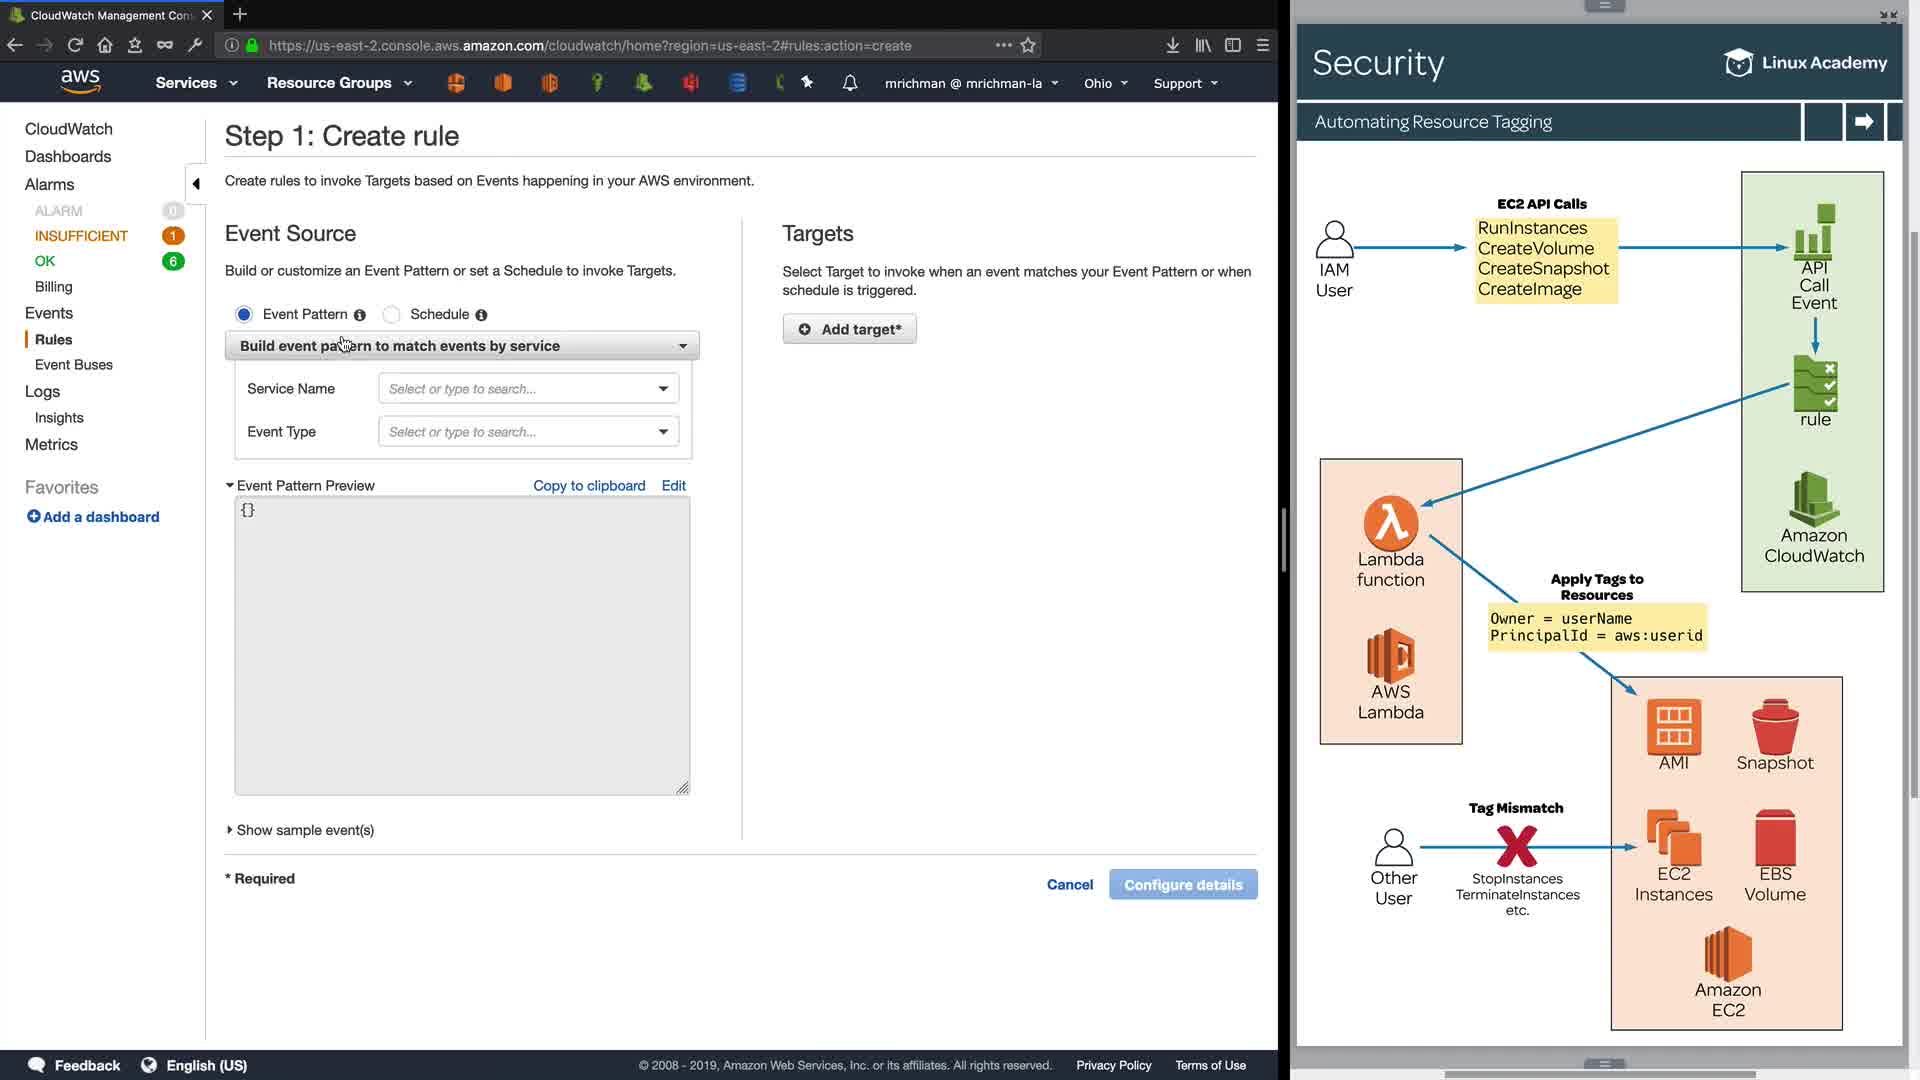 CloudWatch Management Con
https://us-east-2.console.aws.amazon.com/cloudwatch/home?region=us-east-2#rules:action=create
aws
Services
Resource Groups
mrichman @ mrichman-la
Ohio
Support
CloudWatch
Dashboards
Alarms
ALARM 0
INSUFFICIENT 1
OK 6
Billing
Events
Rules
Event Buses
Logs
Insights
Metrics
Favorites
Add a dashboard
Step 1: Create rule
Create rules to invoke Targets based on Events happening in your AWS environment.
Event Source
Build or customize an Event Pattern or set a Schedule to invoke Targets.
Event Pattern
Schedule
Build event pattern to match events by service
Service Name
Select or type to search...
Event Type
Select or type to search...
Event Pattern Preview
Copy to clipboard
Edit
{}
Show sample event(s)
* Required
Targets
Select Target to invoke when an event matches your Event Pattern or when
schedule is triggered.
Add target*
Cancel
Configure details
Feedback
English (US)
© 2008 - 2019, Amazon Web Services, Inc. or its affiliates. All rights reserved.
Privacy Policy
Terms of Use
Security
Linux Academy
Automating Resource Tagging
IAM
User
EC2 API Calls
RunInstances
CreateVolume
CreateSnapshot
CreateImage
API
Call
Event
rule
Amazon
CloudWatch
λ
Lambda
function
AWS
Lambda
Apply Tags to
Resources
Owner = userName
PrincipalId = aws:userid
AMI
Snapshot
Tag Mismatch
Other
User
StopInstances
TerminateInstances
etc.
EC2
Instances
EBS
Volume
Amazon
EC2